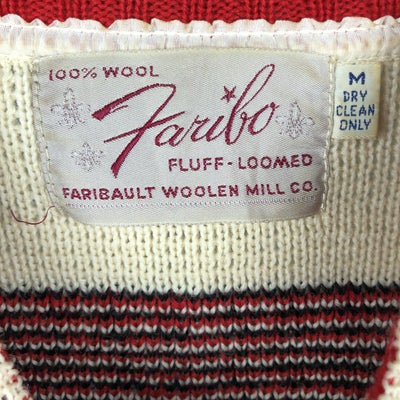 100% WOOL
Faribo
FLUFF-LOOMED
FARIBAULT WOOLEN MILL CO.
M
DRY
CLEAN
ONLY